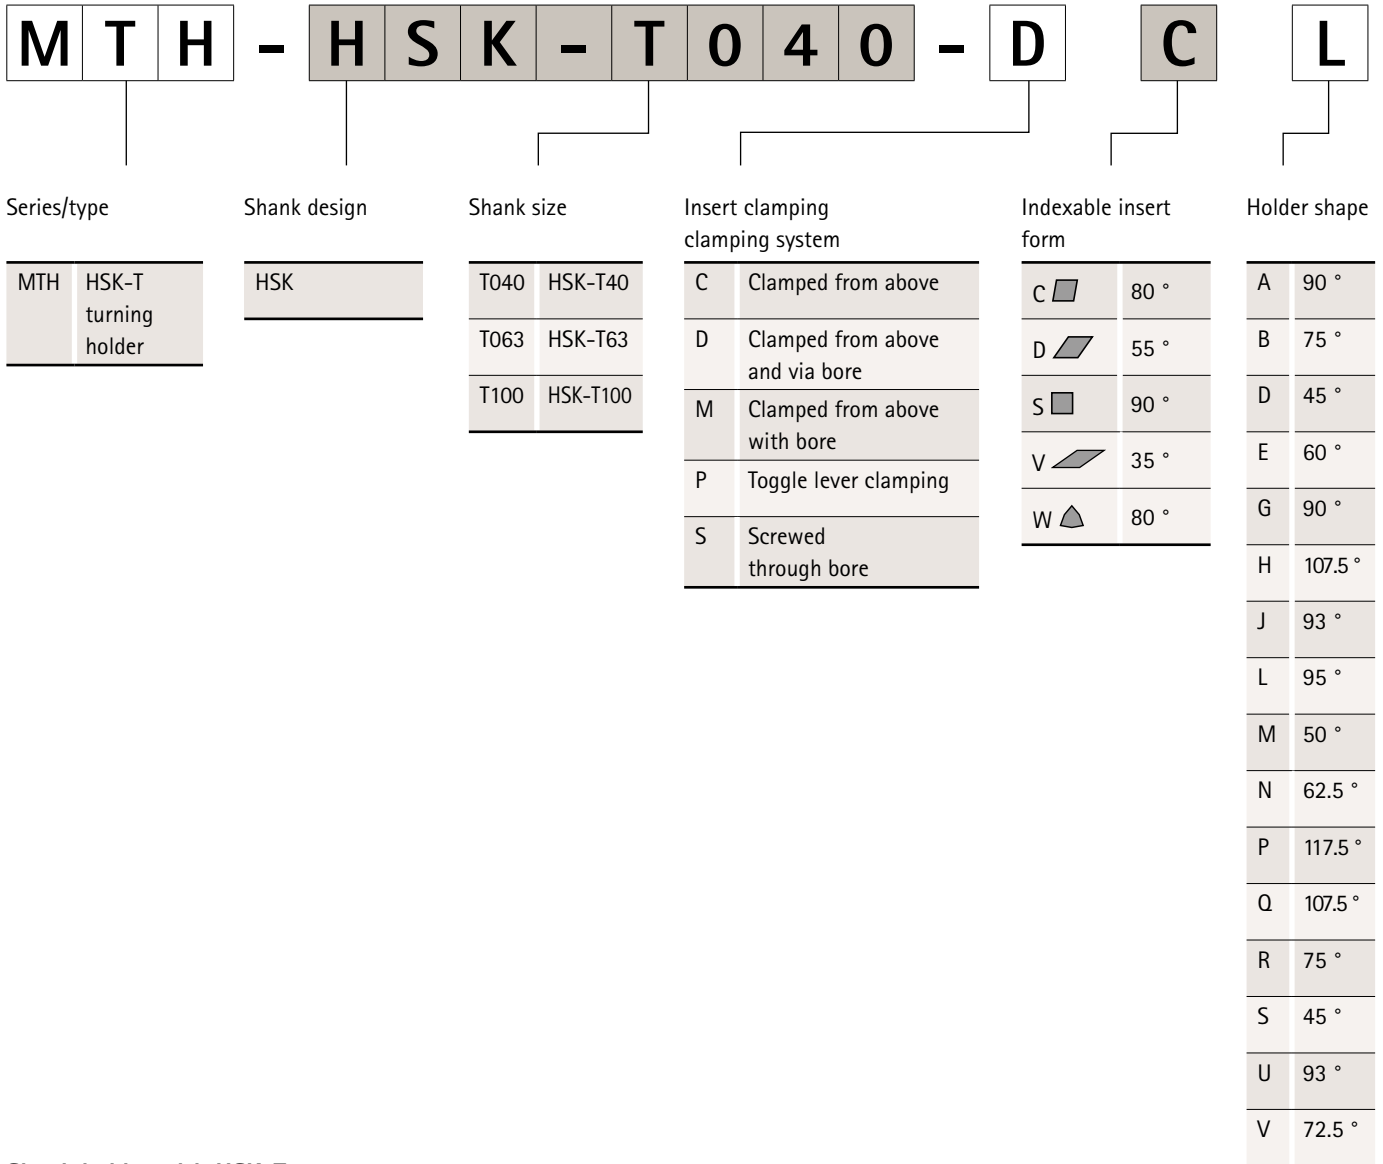 MTH - HSK-T040 - D C L
Series/type
MTH HSK-T
turning
holder
Shank design
HSK
Shank size
T040 HSK-T40
T063 HSK-T63
T100 HSK-T100
Insert clamping
clamping system
C Clamped from above
D Clamped from above
and via bore
M Clamped from above
with bore
P Toggle lever clamping
S Screwed
through bore
Indexable insert
form
C 80 °
D 55 °
S 90 °
V 35 °
W 80 °
Holder shape
A 90 °
B 75 °
D 45 °
E 60 °
G 90 °
H 107.5 °
J 93 °
L 95 °
M 50 °
N 62.5 °
P 117.5 °
Q 107.5 °
R 75 °
S 45 °
U 93 °
V 72.5 °